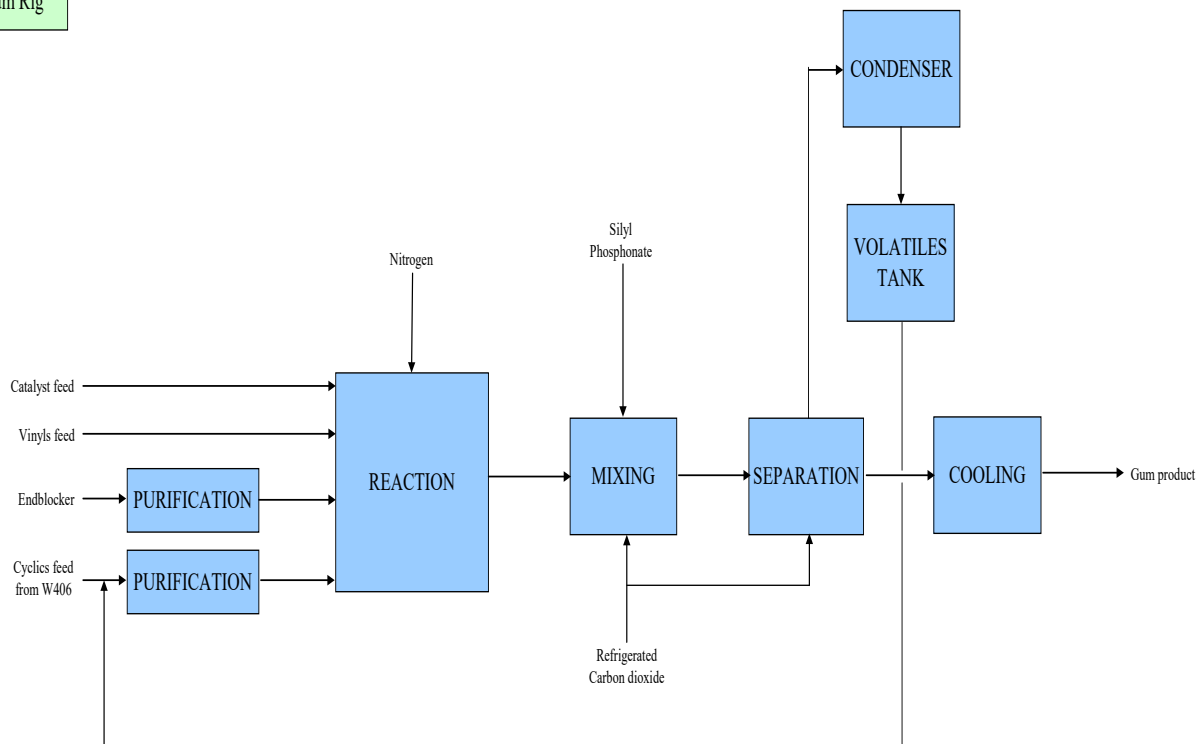 Rig
CONDENSER
VOLATILES
TANK
Silyl
Phosphonate
Nitrogen
Catalyst feed
Vinyls feed
Endblocker
PURIFICATION
Cyclics feed
from W406
PURIFICATION
REACTION
MIXING
SEPARATION
COOLING
Gum product
Refrigerated
Carbon dioxide